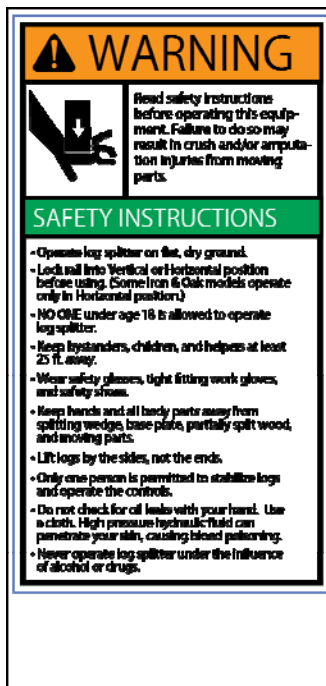 WARNING
Read safety instructions
before operating this equip-
ment. Failure to do so may
result in crush and/or amputa-
tion injuries from moving
parts.
SAFETY INSTRUCTIONS
• Operate log splitter on flat, dry ground.
• Lock rail into Vertical or Horizontal position
before using. (Some Iron & Oak models operate
only in Horizontal position.)
• NO ONE under age 18 is allowed to operate
log splitter.
• Keep bystanders, children, and helpers at least
25 ft. away.
• Wear safety glasses, tight fitting work gloves,
and safety shoes.
• Keep hands and all body parts away from
splitting wedge, base plate, partially split wood,
and moving parts.
• Lift logs by the sides, not the ends.
• Only one person is permitted to stabilize logs
and operate the controls.
• Do not check for oil leaks with your hand. Use
a cloth. High pressure hydraulic fluid can
penetrate your skin, causing blood poisoning.
• Never operate log splitter under the influence
of alcohol or drugs.